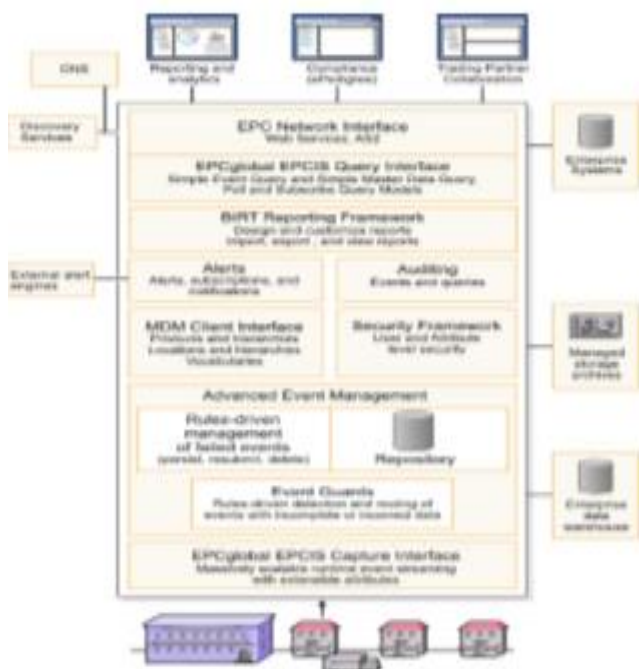 Reporting and
analytics
Compliance
(ePedigree)
Trading Partner
Collaboration
ONS
Discovery
Services
EPC Network Interface
Web Services, AS2
EPCglobal EPCIS Query Interface
Simple Event Query and Simple Master Data Query,
Poll and Subscribe Query Models
Enterprise
Systems
BIRT Reporting Framework
Design and customize reports
Import, export , and view reports
External alert
engines
Alerts
Alerts, subscriptions, and
notifications
Auditing
Events and queries
MDM Client Interface
Products and hierarchies
Locations and hierarchies
Vocabularies
Security Framework
User and Attribute
level security
Managed
storage
archives
Advanced Event Management
Rules-driven
management
of failed events
(persist, resubmit, delete)
Repository
Event Guards
Rules-driven detection and routing of
events with incomplete or incorrect data
Enterprise
data
warehouse
EPCglobal EPCIS Capture Interface
Massively scalable runtime event streaming
with extensible attributes